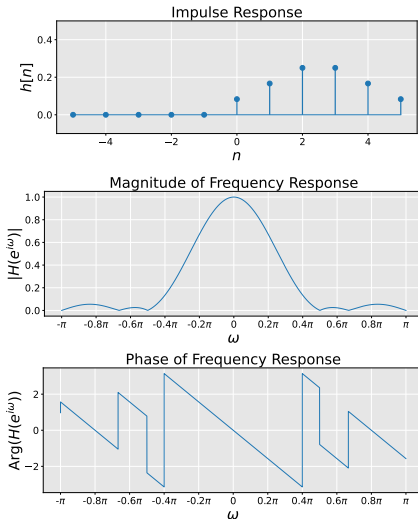 Impulse Response
0.4
0.2
0.0
h[n]
−4 −2 0 2 4
n
Magnitude of Frequency Response
1.0
0.8
0.6
0.4
0.2
0.0
|H(e^{iω})|
-π -0.8π -0.6π -0.4π -0.2π 0 0.2π 0.4π 0.6π 0.8π π
ω
Phase of Frequency Response
2
0
−2
Arg(H(e^{iω}))
-π -0.8π -0.6π -0.4π -0.2π 0 0.2π 0.4π 0.6π 0.8π π
ω